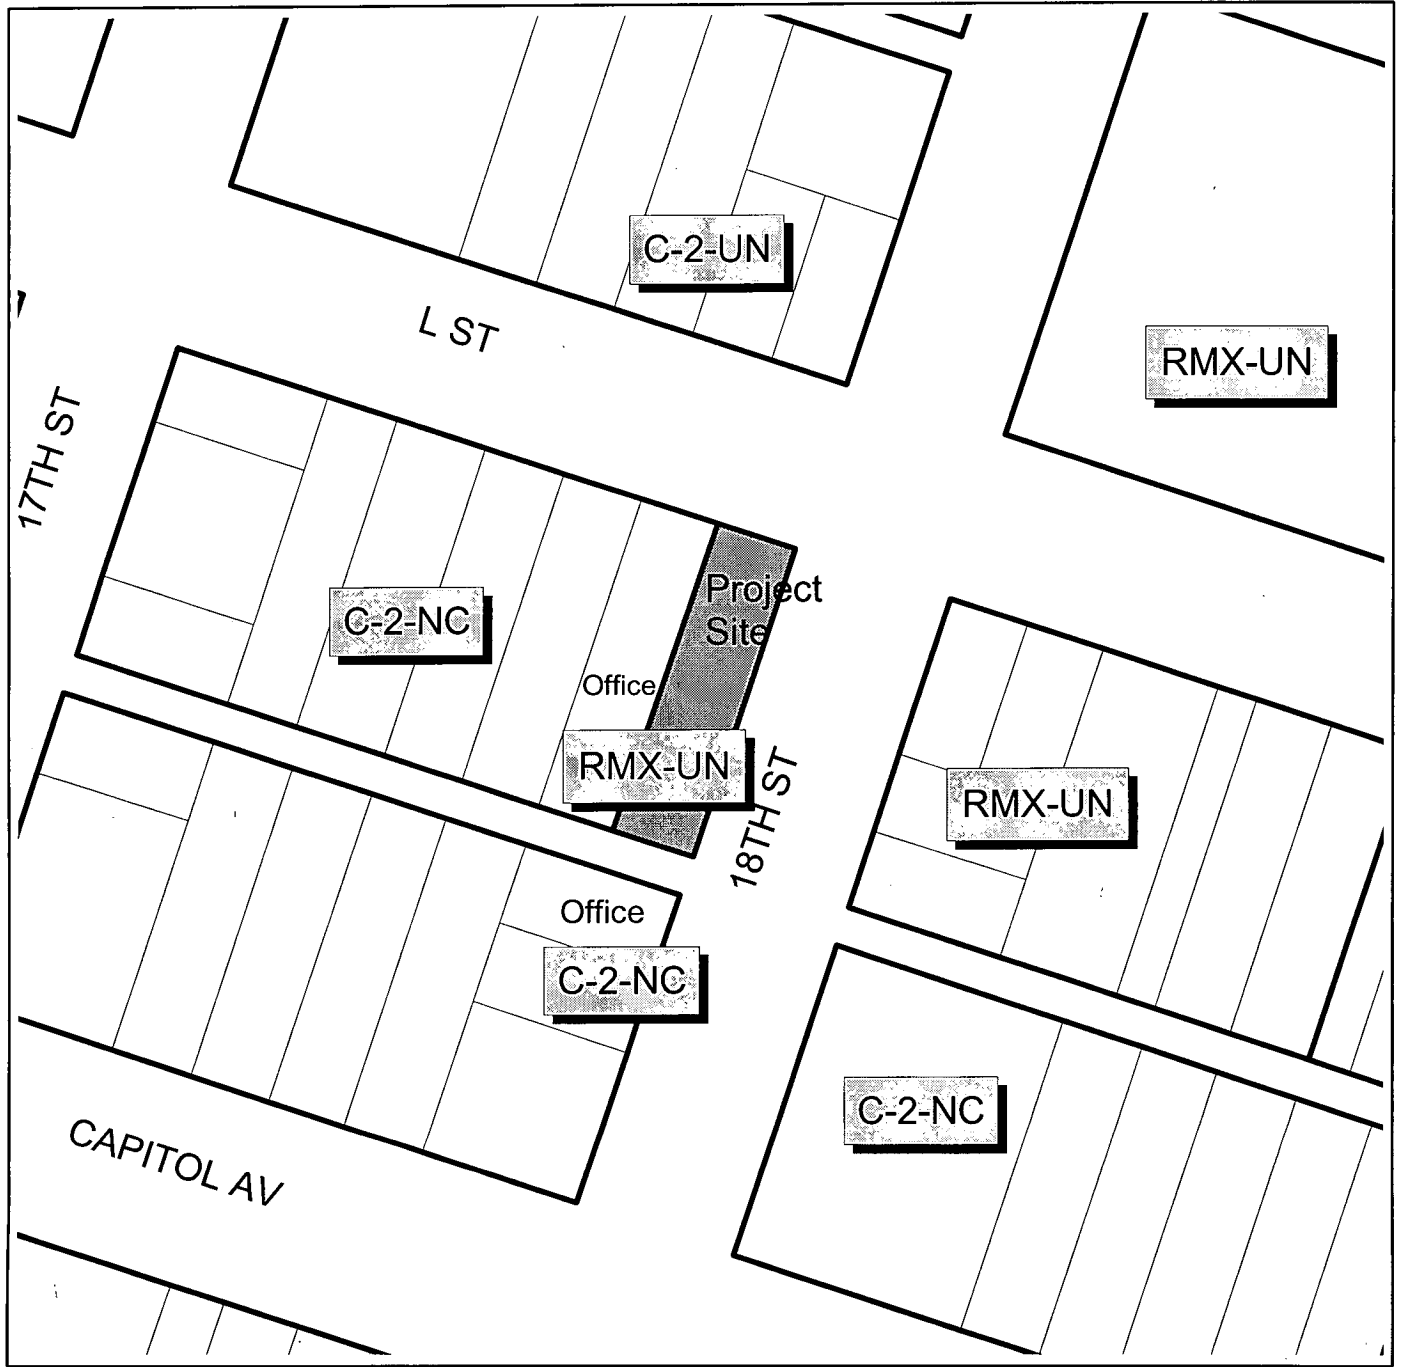 C-2-UN
L ST
RMX-UN
17TH ST
Project
Site
C-2-NC
Office
RMX-UN
18TH ST
RMX-UN
Office
C-2-NC
C-2-NC
CAPITOL AV